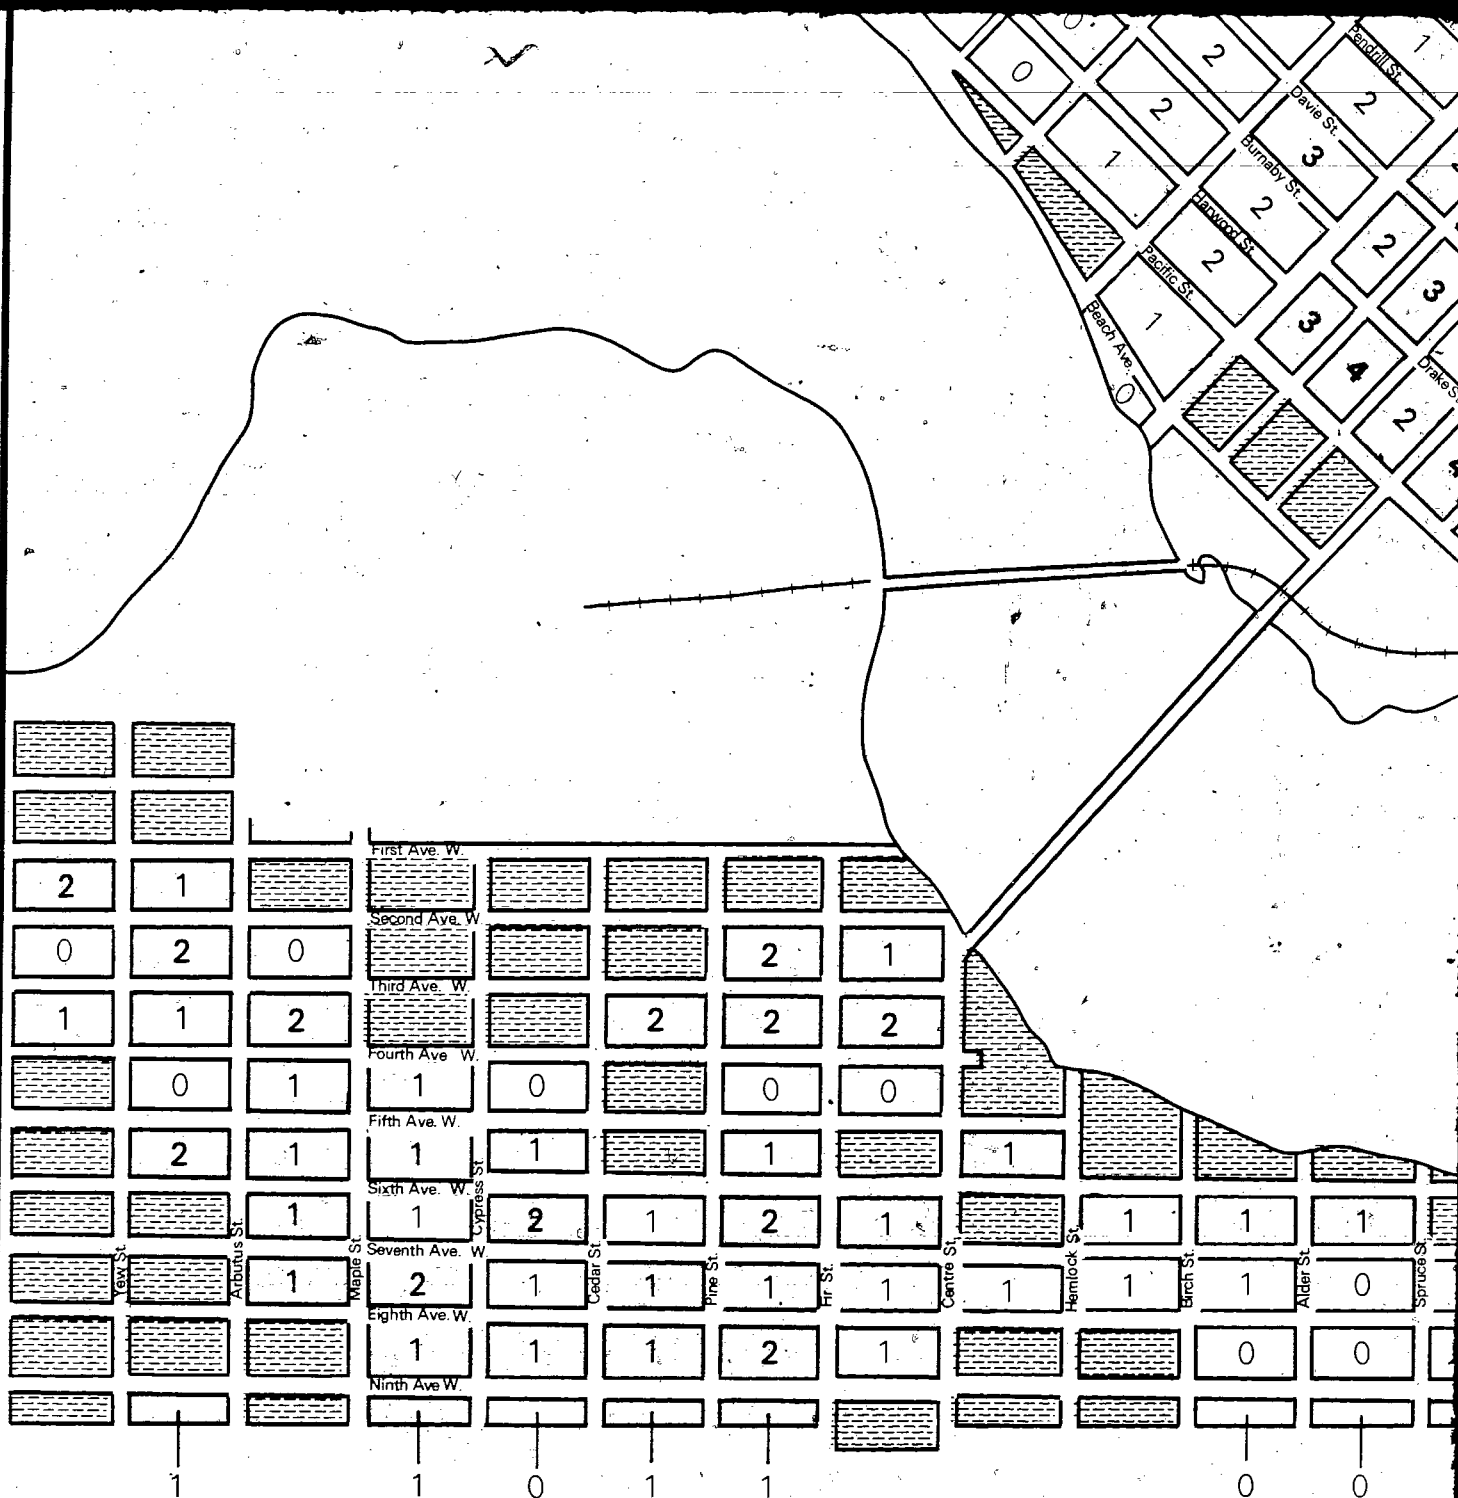 0
0
2
1
Pendrill St.
2
2
Davie St.
3
1
Burnaby St.
2
Harwood St.
2
2
Pacific St.
3
1
3
Beach Ave.
4
Drake S
0
2
First Ave. W.
2 1
Second Ave. W.
0 2 0 2 1
Third Ave. W.
1 1 2 2 2 2
Fourth Ave W.
0 1 1 0 0 0
Fifth Ave. W.
2 1 1 1 1 1
Sixth Ave. W.
Cypress St.
1 1 2 1 2 1 1 1 1
Seventh Ave. W.
Yew St.
Arbutus St.
Maple St.
Cedar St.
Pine St.
Fir St.
Centre St.
Hemlock St.
Birch St.
Alder St.
Spruce St.
1 2 1 1 1 1 1 1 1 0
Eighth Ave. W.
1 1 1 2 1 0 0
Ninth Ave W.
1 1 0 1 1 0 0